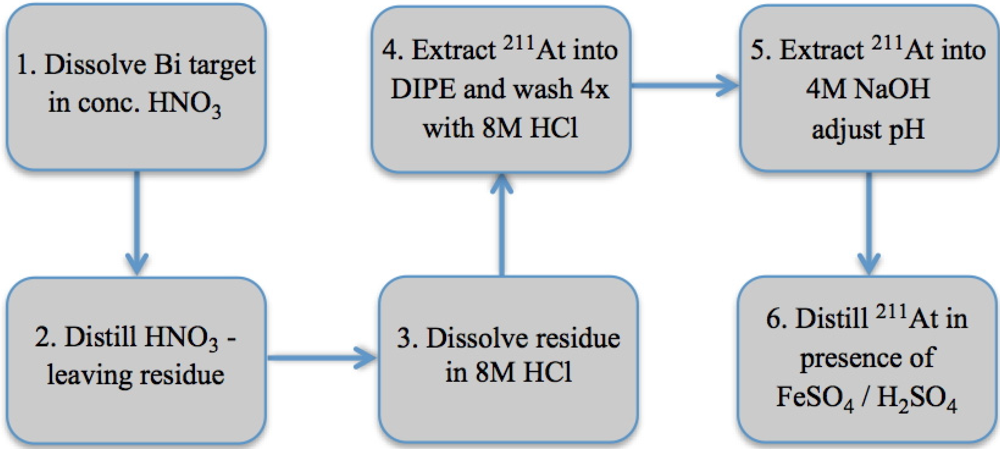 1. Dissolve Bi target
in conc. HNO₃
2. Distill HNO₃ -
leaving residue
3. Dissolve residue
in 8M HCl
4. Extract ²¹¹At into
DIPE and wash 4x
with 8M HCl
5. Extract ²¹¹At into
4M NaOH
adjust pH
6. Distill ²¹¹At in
presence of
FeSO₄ / H₂SO₄